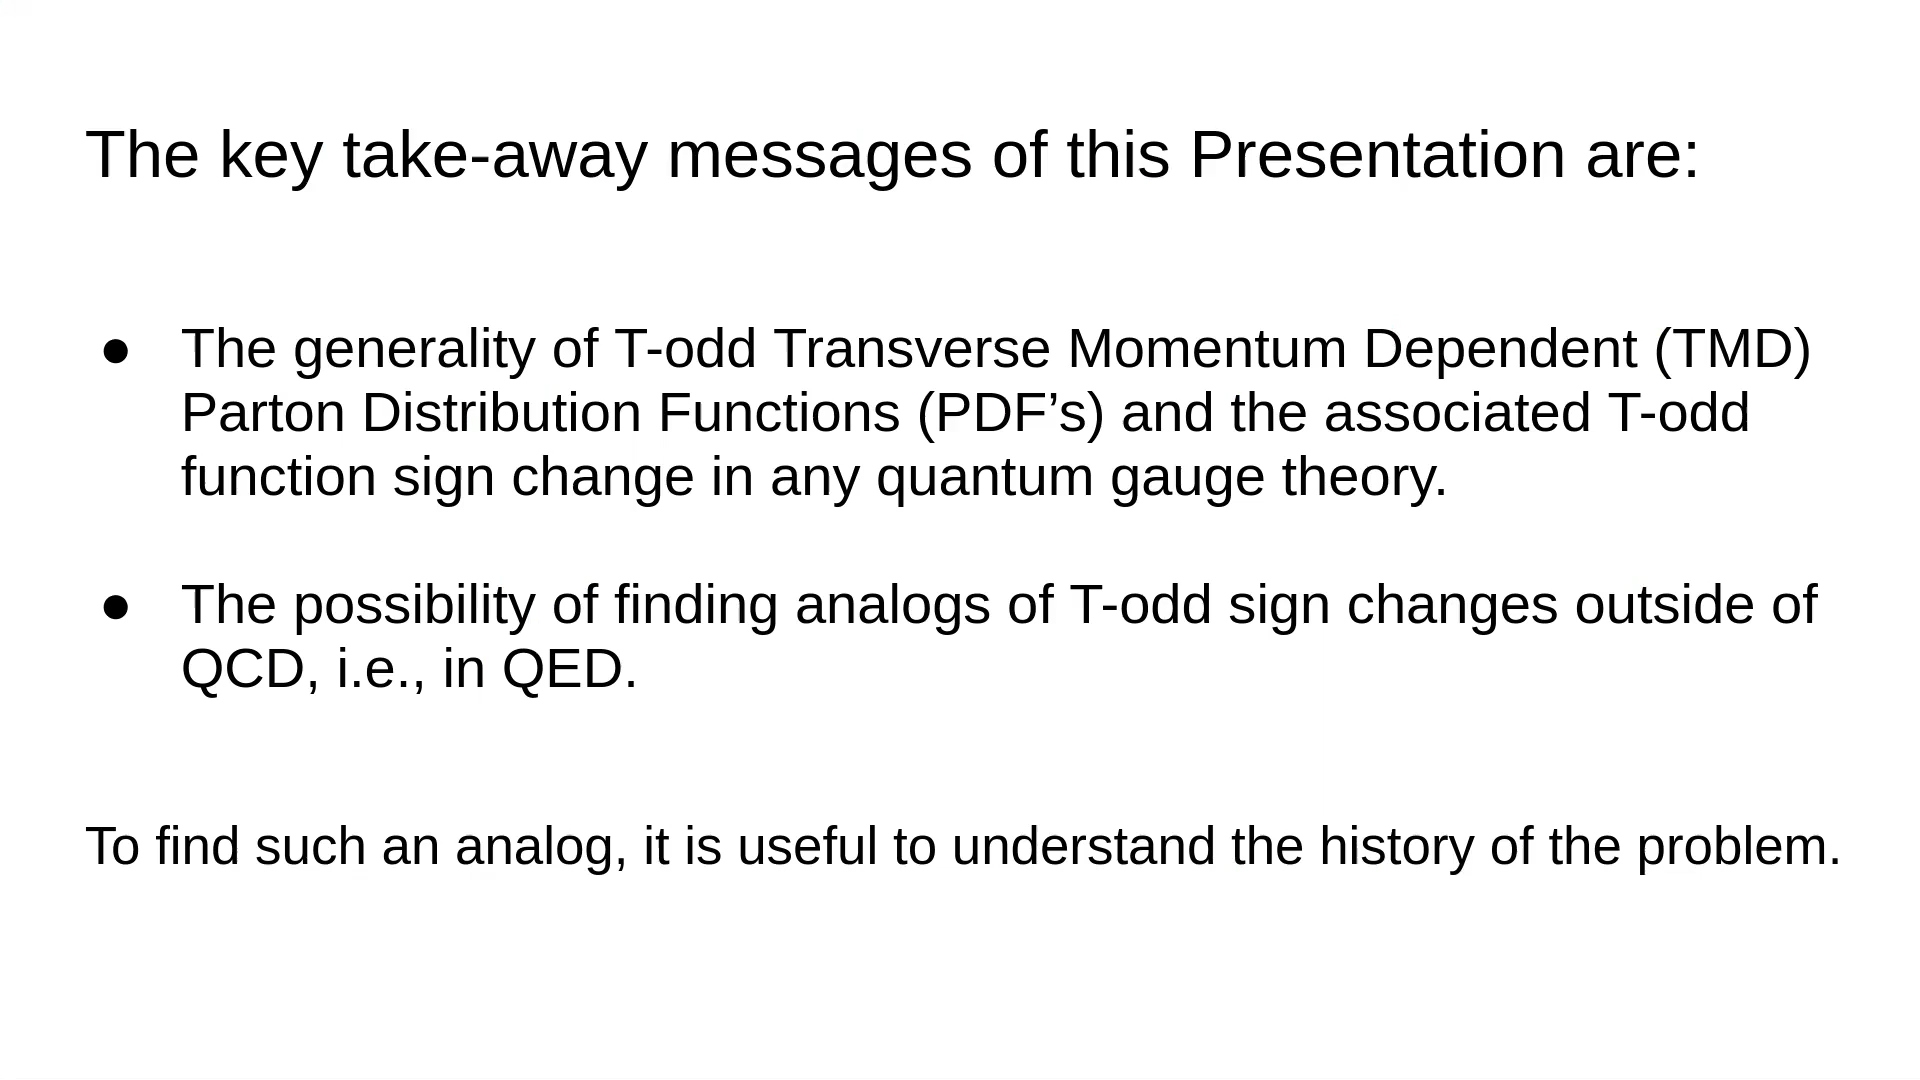 The key take-away messages of this Presentation are:
● The generality of T-odd Transverse Momentum Dependent (TMD)
Parton Distribution Functions (PDF’s) and the associated T-odd
function sign change in any quantum gauge theory.
● The possibility of finding analogs of T-odd sign changes outside of
QCD, i.e., in QED.
To find such an analog, it is useful to understand the history of the problem.